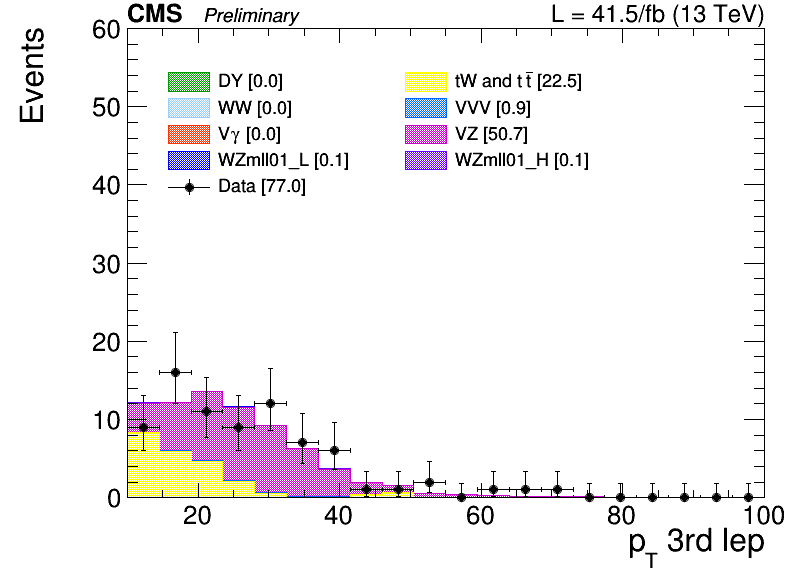 CMS Preliminary L = 41.5/fb (13 TeV)
Events
60
50
40
30
20
10
0
DY [0.0]
WW [0.0]
Vγ [0.0]
WZmll01_L [0.1]
Data [77.0]
tW and t t̄ [22.5]
VVV [0.9]
VZ [50.7]
WZmll01_H [0.1]
20 40 60 80 100
p_T 3rd lep